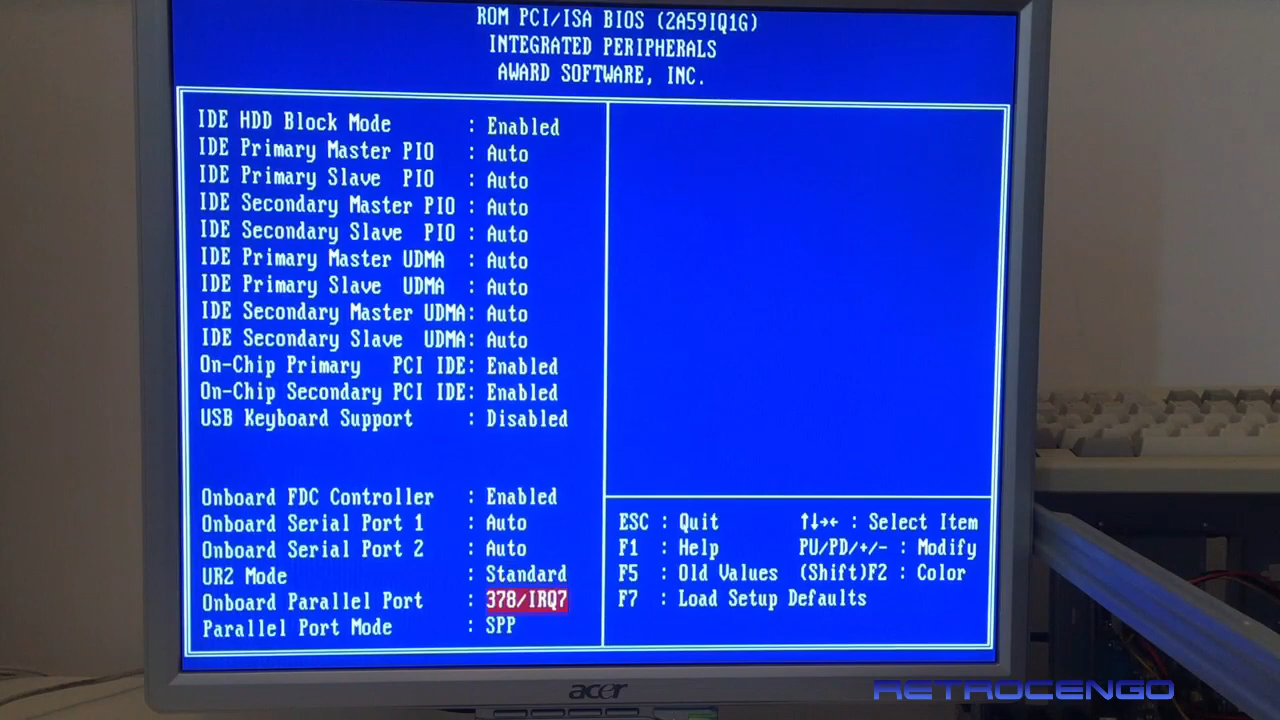 ROM PCI/ISA BIOS (2A59IQ1G)
INTEGRATED PERIPHERALS
AWARD SOFTWARE, INC.
IDE HDD Block Mode : Enabled
IDE Primary Master PIO : Auto
IDE Primary Slave PIO : Auto
IDE Secondary Master PIO : Auto
IDE Secondary Slave PIO : Auto
IDE Primary Master UDMA : Auto
IDE Primary Slave UDMA : Auto
IDE Secondary Master UDMA: Auto
IDE Secondary Slave UDMA: Auto
On-Chip Primary PCI IDE: Enabled
On-Chip Secondary PCI IDE: Enabled
USB Keyboard Support : Disabled
Onboard FDC Controller : Enabled
Onboard Serial Port 1 : Auto
Onboard Serial Port 2 : Auto
UR2 Mode : Standard
Onboard Parallel Port : 378/IRQ7
Parallel Port Mode : SPP
ESC : Quit ↑↓→← : Select Item
F1 : Help PU/PD/+/- : Modify
F5 : Old Values (Shift)F2 : Color
F7 : Load Setup Defaults
acer
RETROCENGO